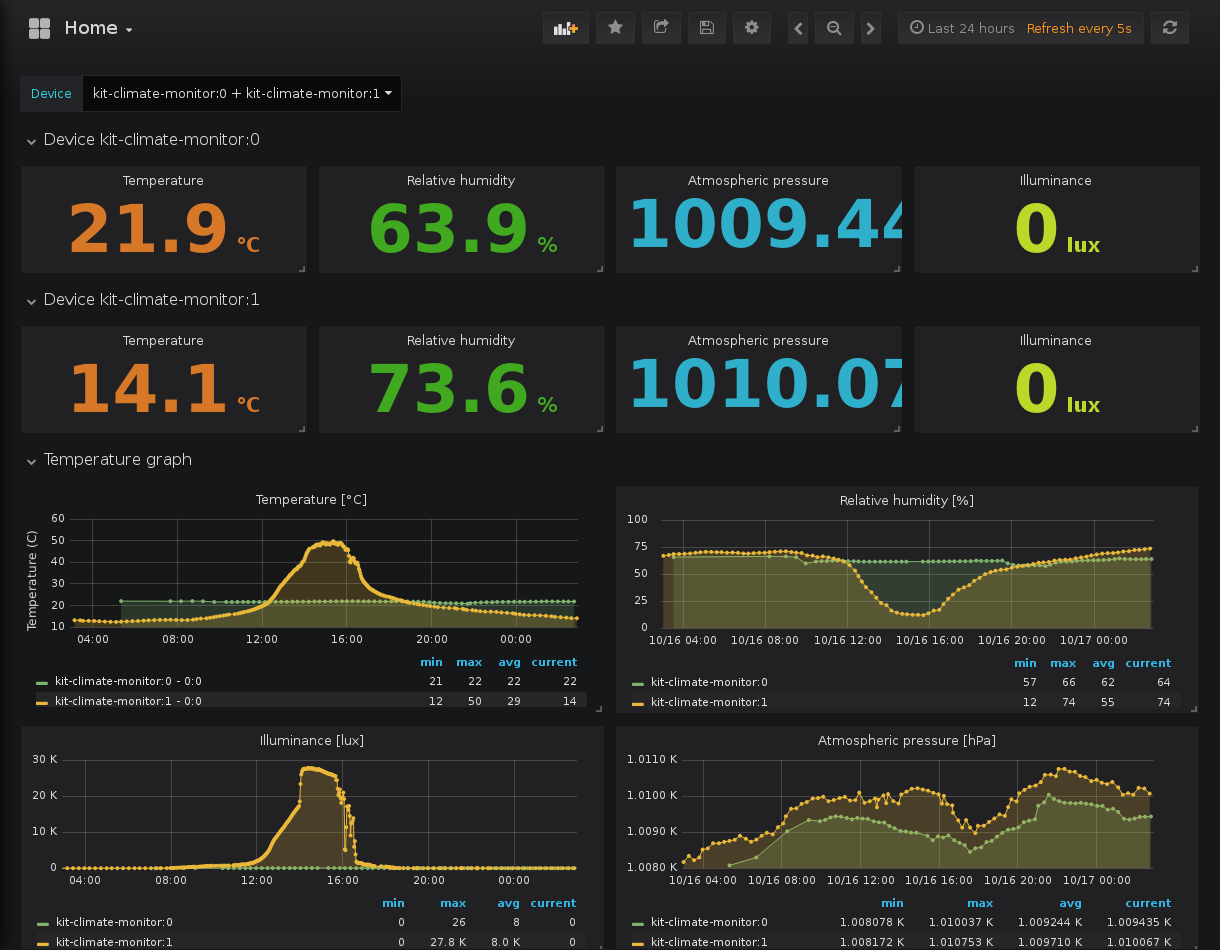 Home
Last 24 hours Refresh every 5s
Device kit-climate-monitor:0 + kit-climate-monitor:1
Device kit-climate-monitor:0
Temperature Relative humidity Atmospheric pressure Illuminance
21.9 °C 63.9 % 1009.44 0 lux
Device kit-climate-monitor:1
Temperature Relative humidity Atmospheric pressure Illuminance
14.1 °C 73.6 % 1010.07 0 lux
Temperature graph
Temperature [°C]
Temperature (C)
60
50
40
30
20
10
04:00 08:00 12:00 16:00 20:00 00:00
min max avg current
kit-climate-monitor:0 - 0:0 21 22 22 22
kit-climate-monitor:1 - 0:0 12 50 29 14
Relative humidity [%]
100
75
50
25
0
10/16 04:00 10/16 08:00 10/16 12:00 10/16 16:00 10/16 20:00 10/17 00:00
min max avg current
kit-climate-monitor:0 57 66 62 64
kit-climate-monitor:1 12 74 55 74
Illuminance [lux]
30 K
20 K
10 K
0
04:00 08:00 12:00 16:00 20:00 00:00
min max avg current
kit-climate-monitor:0 0 26 8 0
kit-climate-monitor:1 0 27.8 K 8.0 K 0
Atmospheric pressure [hPa]
1.0110 K
1.0100 K
1.0090 K
1.0080 K
10/16 04:00 10/16 08:00 10/16 12:00 10/16 16:00 10/16 20:00 10/17 00:00
min max avg current
kit-climate-monitor:0 1.008078 K 1.010037 K 1.009244 K 1.009435 K
kit-climate-monitor:1 1.008172 K 1.010753 K 1.009710 K 1.010067 K